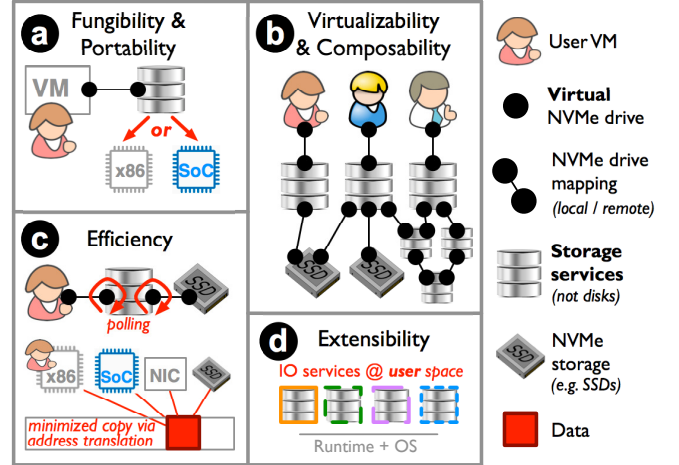 a
Fungibility &
Portability
VM
or
x86
SoC
b
Virtualizability
& Composability
SSD
SSD
c
Efficiency
SSD
polling
x86
SoC
NIC
SSD
minimized copy via
address translation
d
Extensibility
IO services @ user space
Runtime + OS
User VM
Virtual
NVMe drive
NVMe drive
mapping
(local / remote)
Storage
services
(not disks)
SSD
NVMe
storage
(e.g. SSDs)
Data